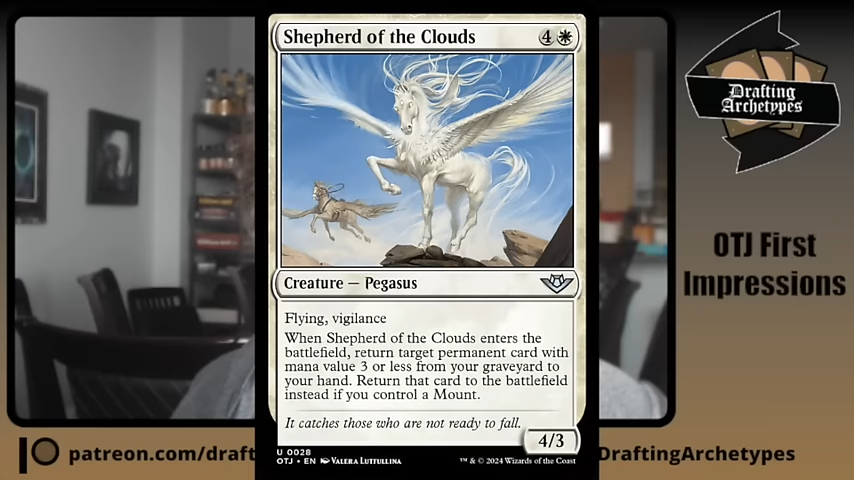 Shepherd of the Clouds 4
Drafting
Archetypes
OTJ First
Impressions
Creature — Pegasus
Flying, vigilance
When Shepherd of the Clouds enters the
battlefield, return target permanent card with
mana value 3 or less from your graveyard to
your hand. Return that card to the battlefield
instead if you control a Mount.
It catches those who are not ready to fall.
4/3
U 0028
OTJ • EN Valera Lutfullina ™ & © 2024 Wizards of the Coast
patreon.com/draft
DraftingArchetypes